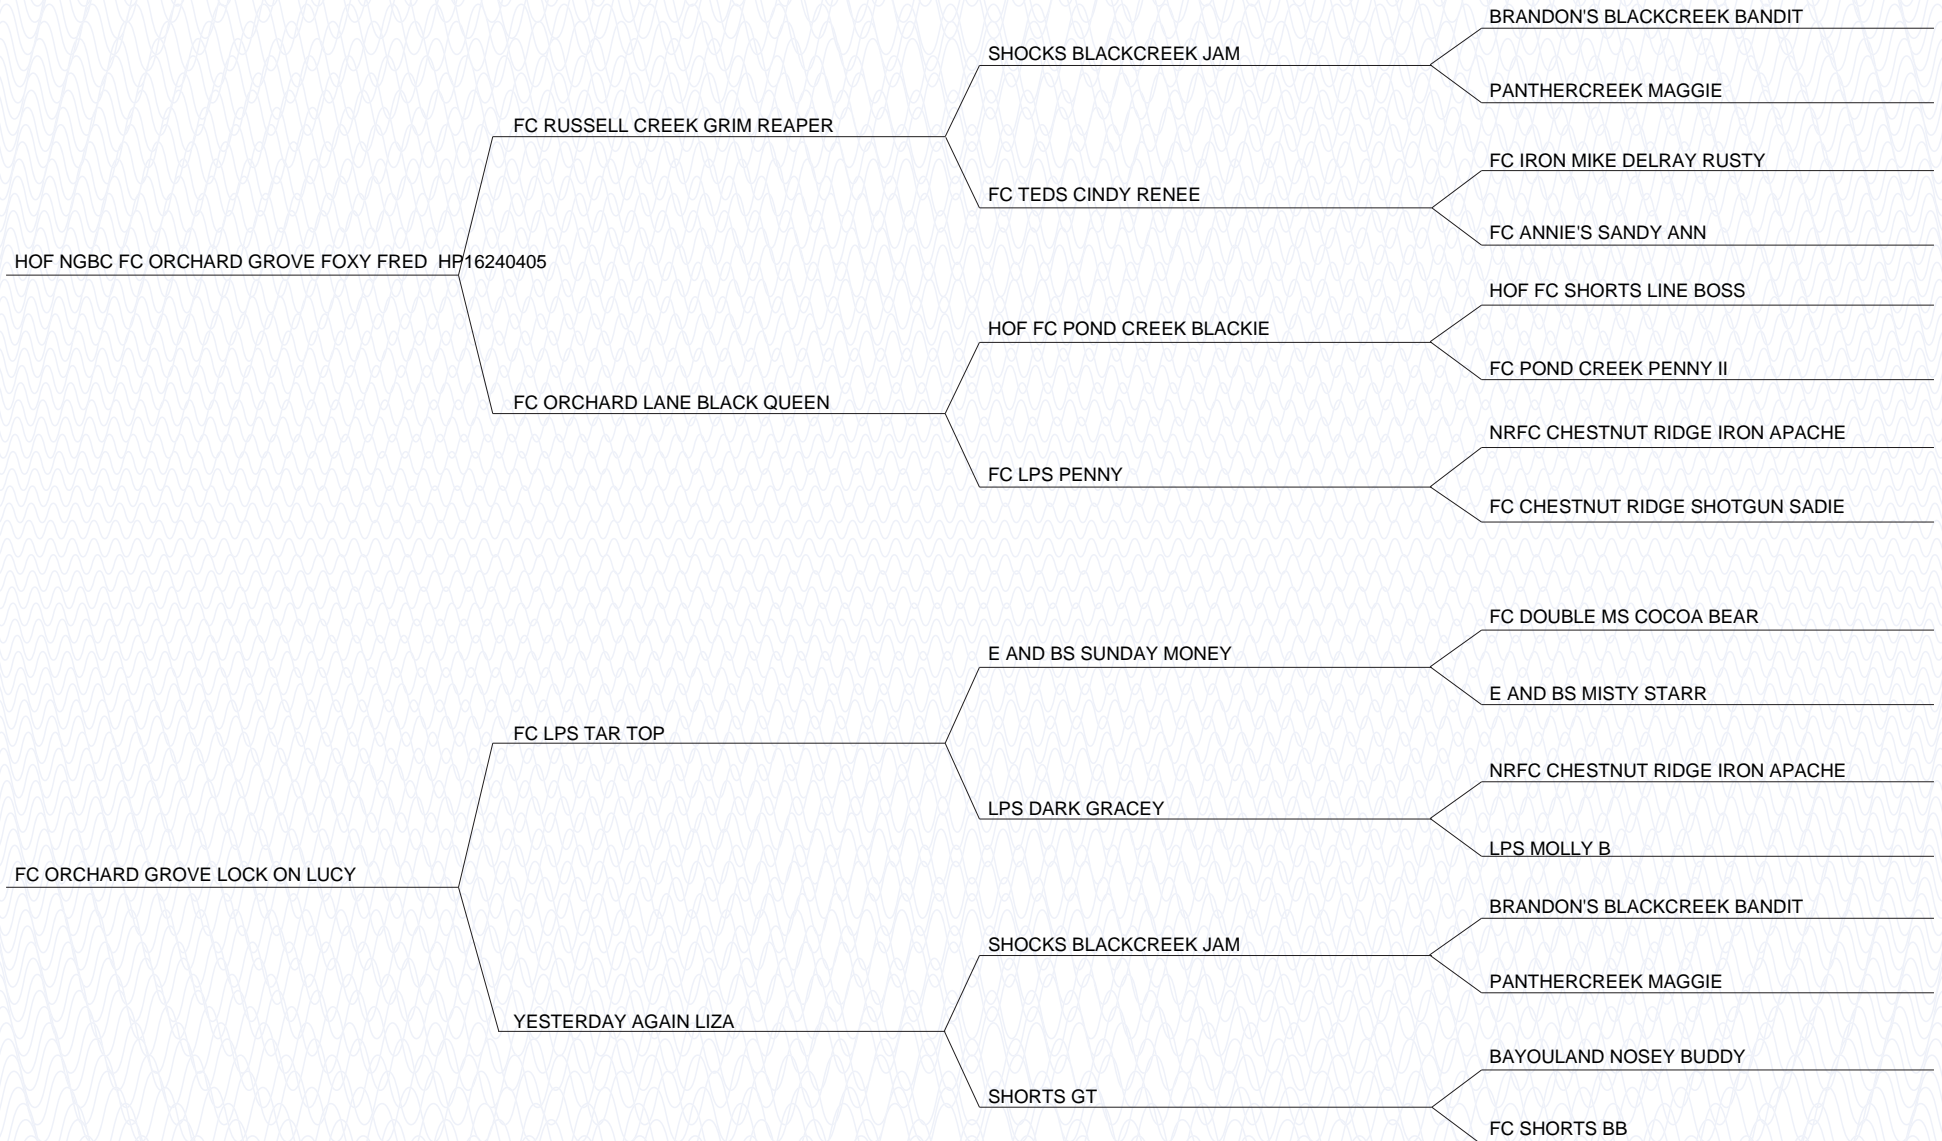 BRANDON'S BLACKCREEK BANDIT
SHOCKS BLACKCREEK JAM
PANTHERCREEK MAGGIE
FC RUSSELL CREEK GRIM REAPER
FC IRON MIKE DELRAY RUSTY
FC TEDS CINDY RENEE
FC ANNIE'S SANDY ANN
HOF NGBC FC ORCHARD GROVE FOXY FRED HP16240405
HOF FC SHORTS LINE BOSS
HOF FC POND CREEK BLACKIE
FC POND CREEK PENNY II
FC ORCHARD LANE BLACK QUEEN
NRFC CHESTNUT RIDGE IRON APACHE
FC LPS PENNY
FC CHESTNUT RIDGE SHOTGUN SADIE
FC DOUBLE MS COCOA BEAR
E AND BS SUNDAY MONEY
E AND BS MISTY STARR
FC LPS TAR TOP
NRFC CHESTNUT RIDGE IRON APACHE
LPS DARK GRACEY
LPS MOLLY B
FC ORCHARD GROVE LOCK ON LUCY
BRANDON'S BLACKCREEK BANDIT
SHOCKS BLACKCREEK JAM
PANTHERCREEK MAGGIE
YESTERDAY AGAIN LIZA
BAYOULAND NOSEY BUDDY
SHORTS GT
FC SHORTS BB